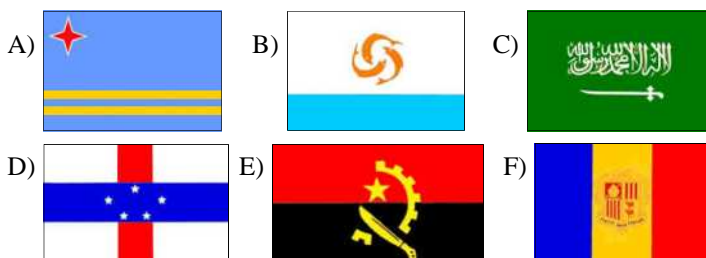 A) B) C)
لا إله إلا الله محمد رسول الله
D) E) F)